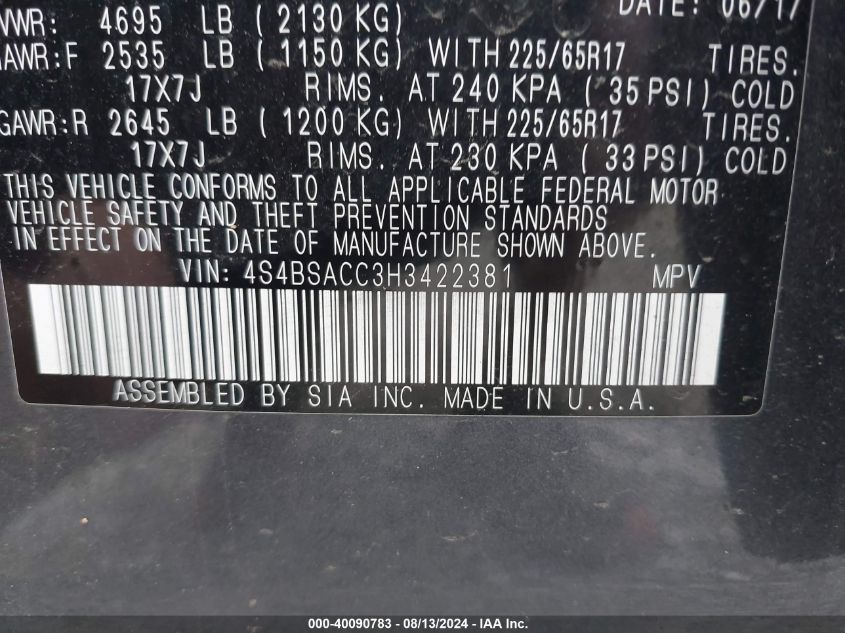 DATE: 06/17
VWR: 4695 LB ( 2130 KG)
AWR:F 2535 LB ( 1150 KG) WITH 225/65R17 TIRES.
17X7J RIMS. AT 240 KPA ( 35 PSI) COLD
GAWR:R 2645 LB ( 1200 KG) WITH 225/65R17 TIRES.
17X7J RIMS. AT 230 KPA ( 33 PSI) COLD
THIS VEHICLE CONFORMS TO ALL APPLICABLE FEDERAL MOTOR
VEHICLE SAFETY AND THEFT PREVENTION STANDARDS
IN EFFECT ON THE DATE OF MANUFACTURE SHOWN ABOVE.
VIN: 4S4BSACC3H3422381 MPV
ASSEMBLED BY SIA INC. MADE IN U.S.A.
000-40090783 - 08/13/2024 - IAA Inc.